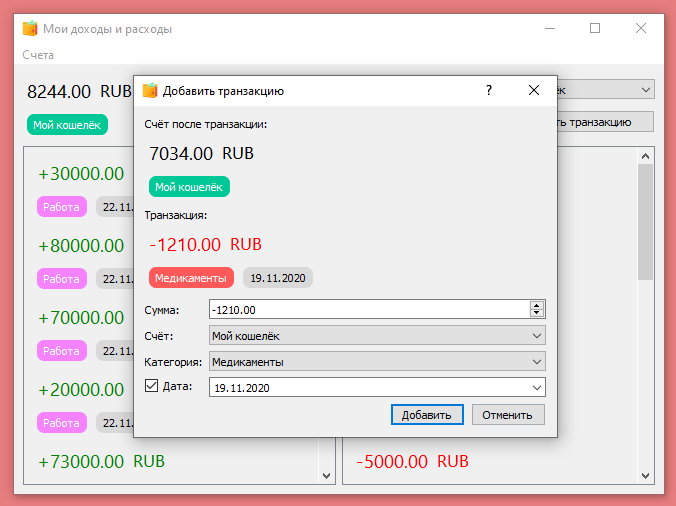 Мои доходы и расходы
Счета
8244.00 RUB
Мой кошелёк
транзакцию
+30000.00
Работа 22.11
+80000.00
Работа 22.11
+70000.00
Работа 22.11
+20000.00
Работа 22.11
+73000.00 RUB
-5000.00 RUB
Добавить транзакцию ?
Счёт после транзакции:
7034.00 RUB
Мой кошелёк
Транзакция:
-1210.00 RUB
Медикаменты 19.11.2020
Сумма: -1210.00
Счёт: Мой кошелёк
Категория: Медикаменты
Дата: 19.11.2020
Добавить Отменить